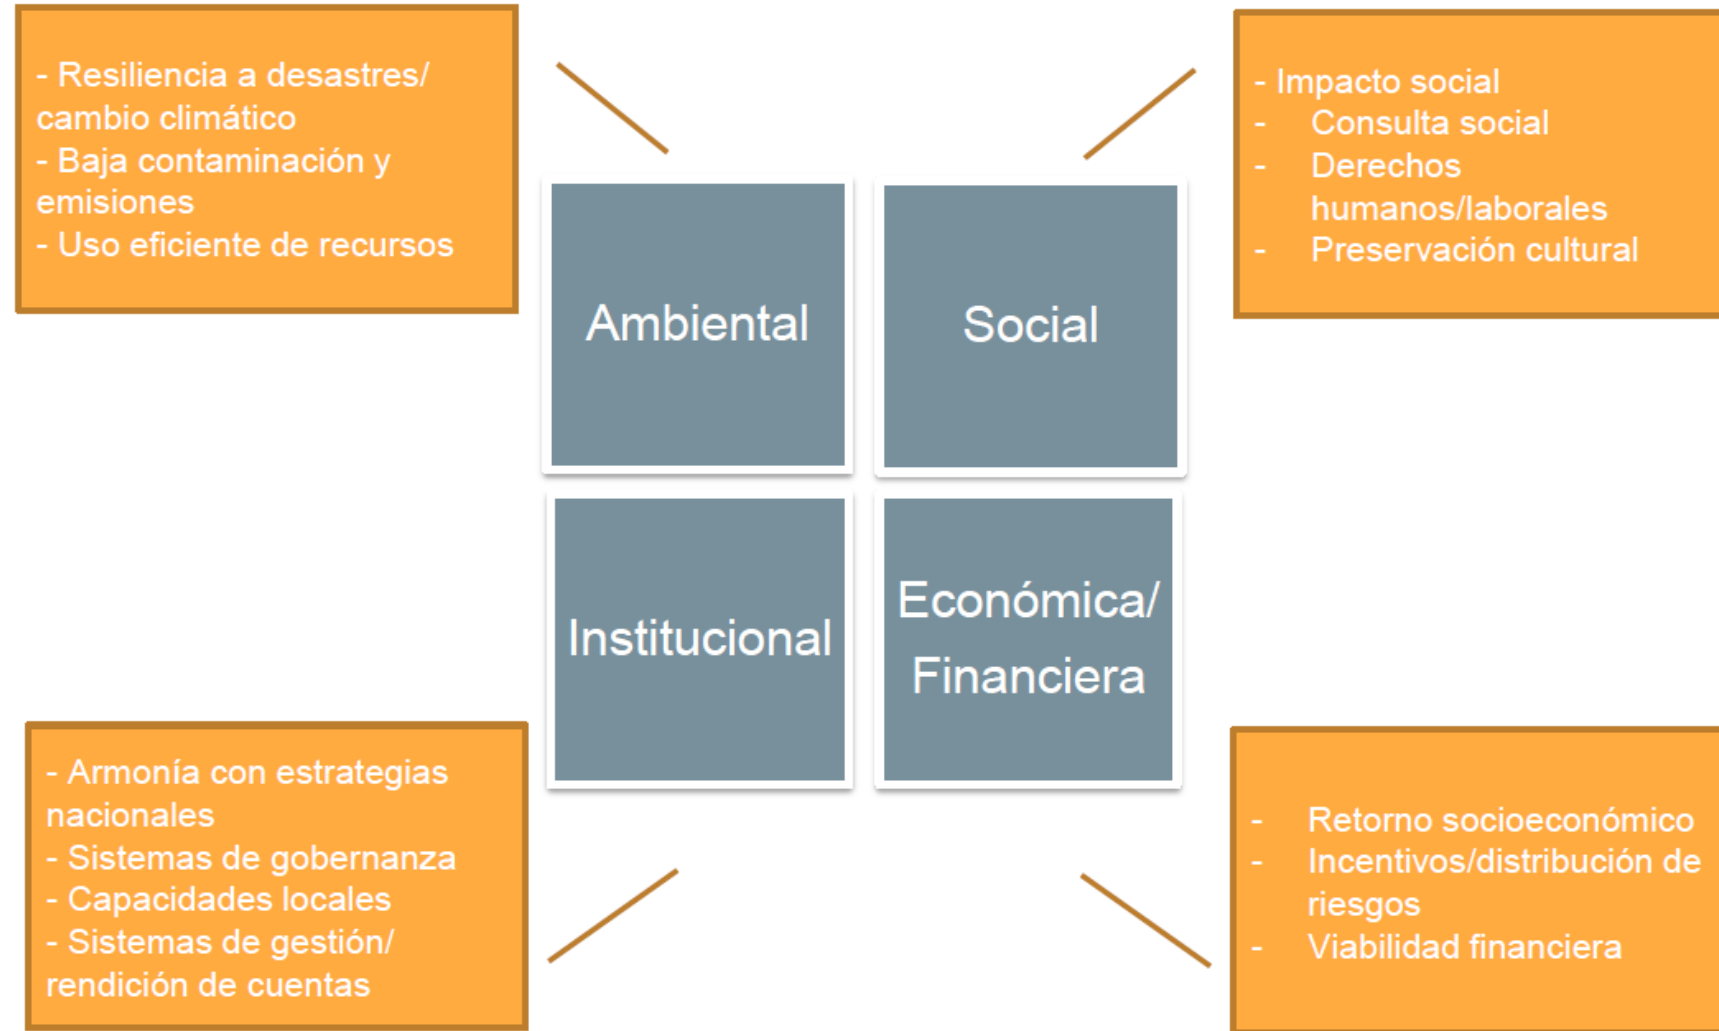 - Resiliencia a desastres/
cambio climático
- Baja contaminación y
emisiones
- Uso eficiente de recursos
- Impacto social
- Consulta social
- Derechos
humanos/laborales
- Preservación cultural
Ambiental
Social
Institucional
Económica/
Financiera
- Armonía con estrategias
nacionales
- Sistemas de gobernanza
- Capacidades locales
- Sistemas de gestión/
rendición de cuentas
- Retorno socioeconómico
- Incentivos/distribución de
riesgos
- Viabilidad financiera